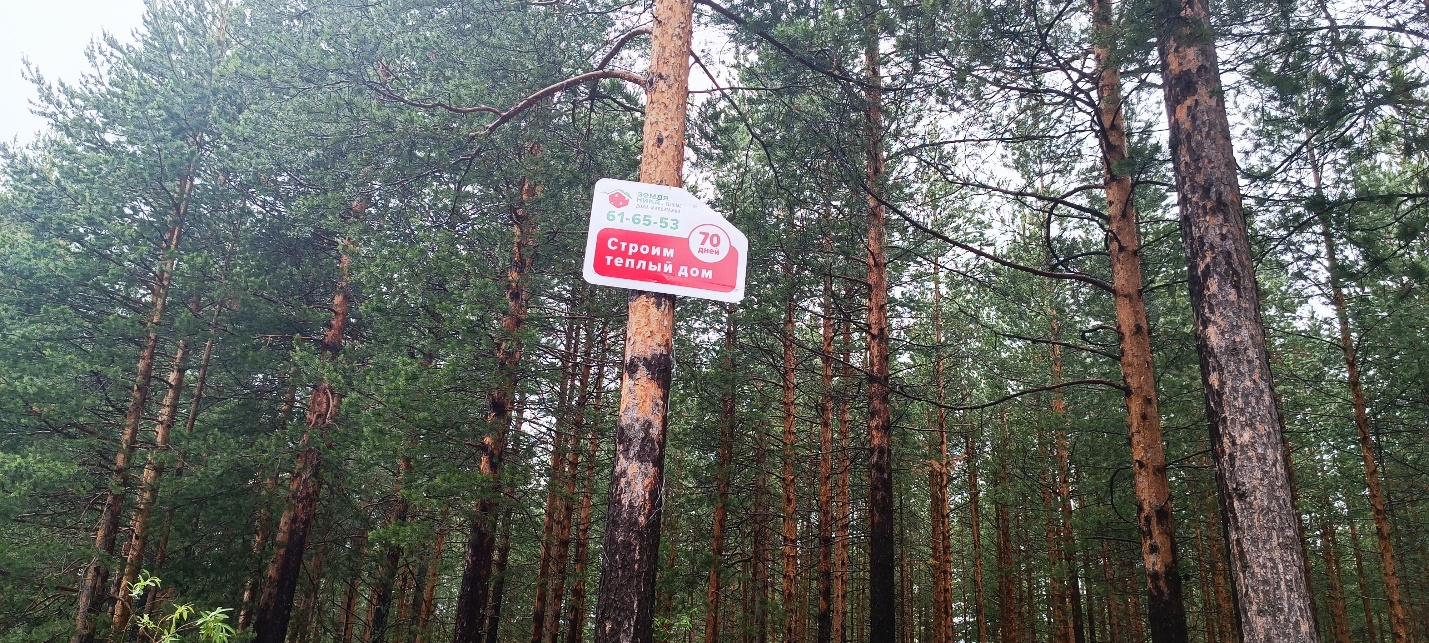 земля
61-65-53
70
дней
Строим
теплый дом